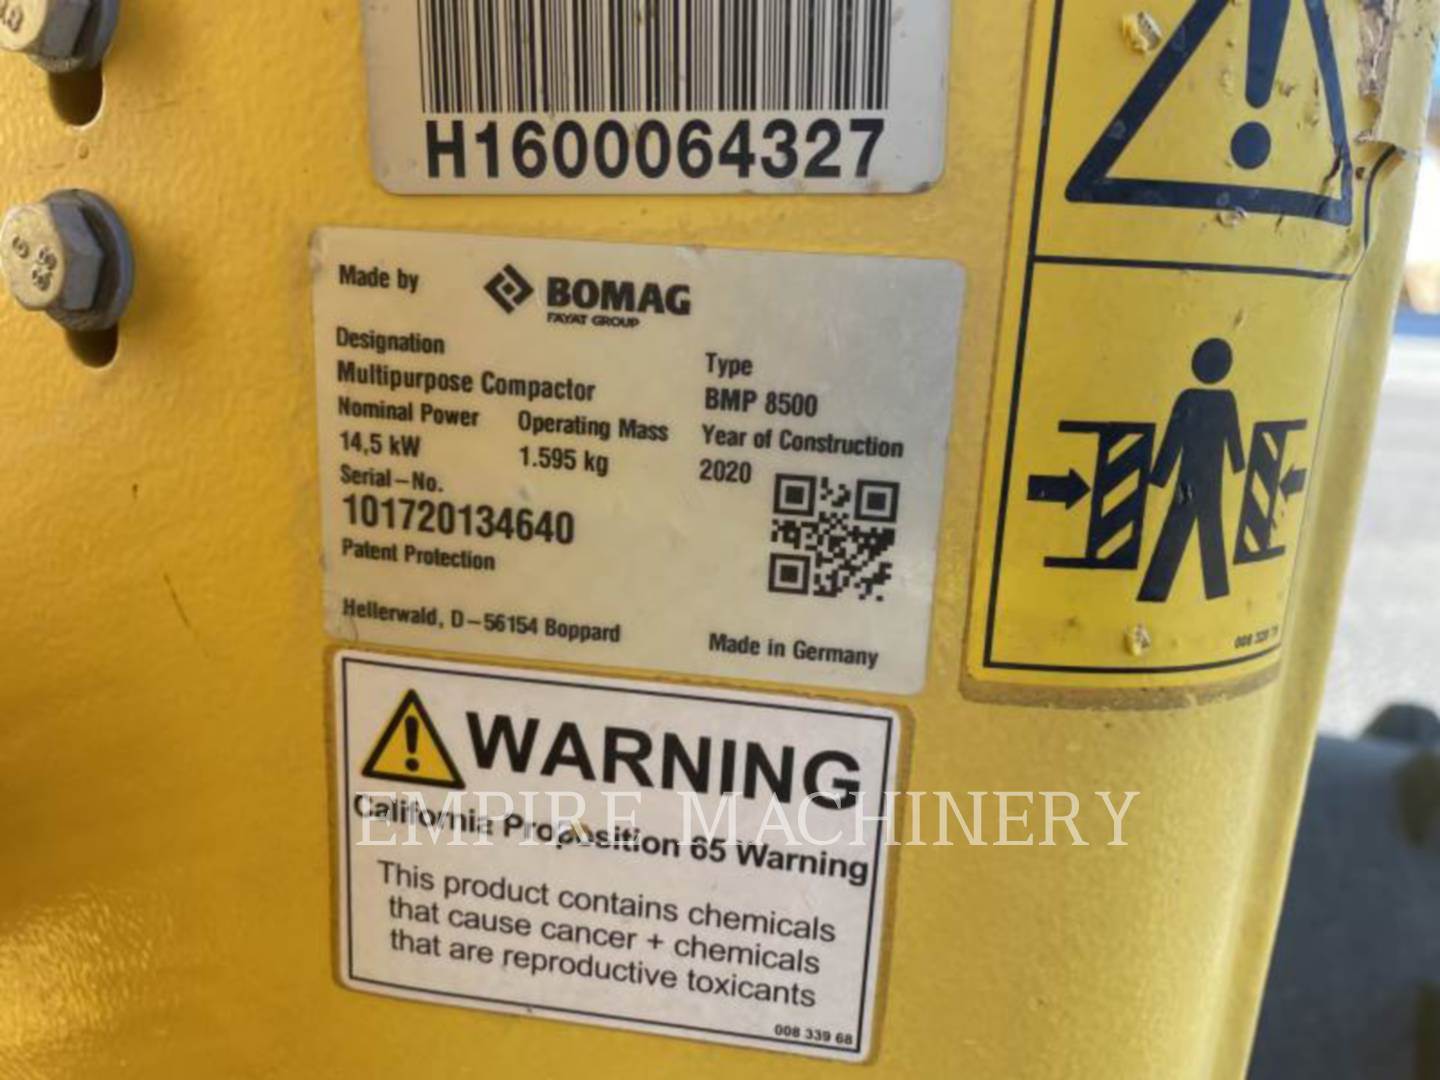 H1600064327
Made by
BOMAG
FAYAT GROUP
Designation
Multipurpose Compactor
Type
BMP 8500
Nominal Power
14,5 kW
Operating Mass
1.595 kg
Year of Construction
2020
Serial-No.
101720134640
Patent Protection
Hellerwald, D-56154 Boppard
Made in Germany
WARNING
California Proposition 65 Warning
This product contains chemicals
that cause cancer + chemicals
that are reproductive toxicants
008 339 68
EMPIRE MACHINERY